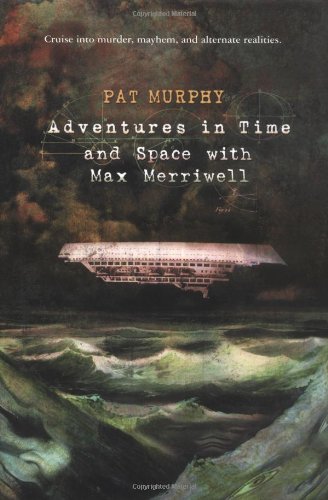 Cruise into murder, mayhem, and alternate realities.
PAT MURPHY
Adventures in Time
and Space with
Max Merriwell